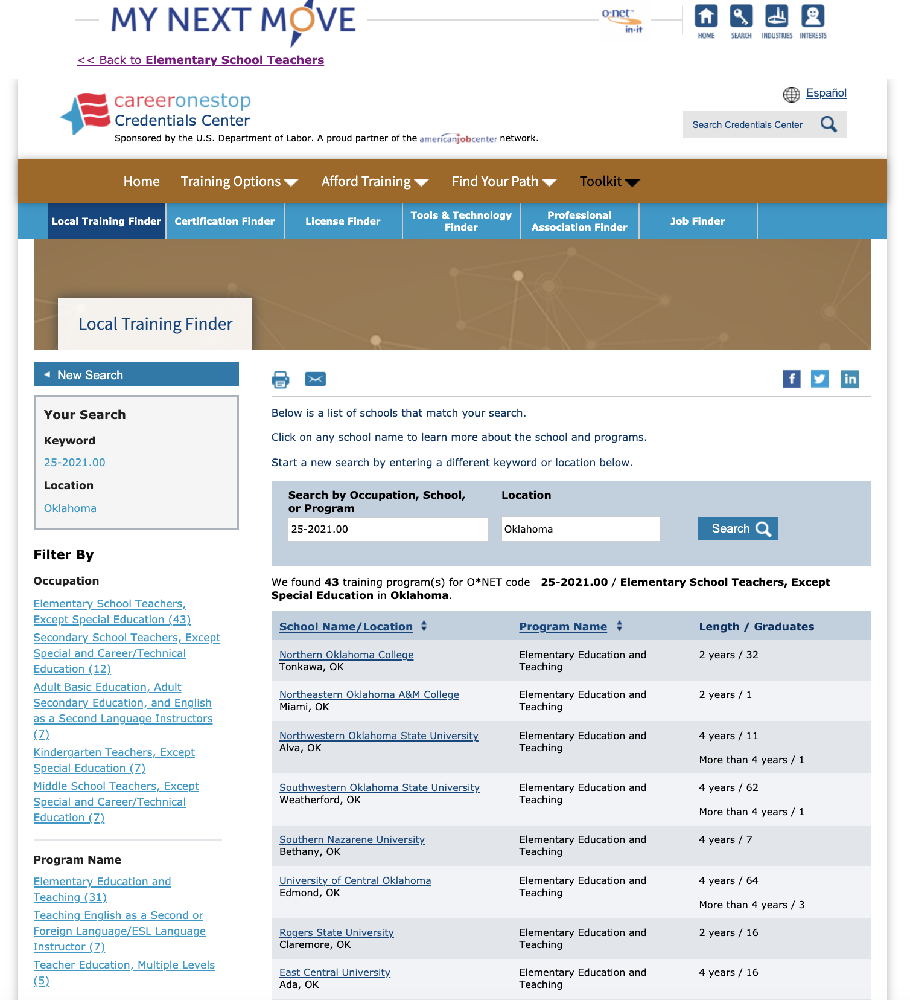 MY NEXT MOVE
o·net™
in-it
HOME
SEARCH
INDUSTRIES
INTERESTS
<< Back to Elementary School Teachers
careeronestop
Credentials Center
Sponsored by the U.S. Department of Labor. A proud partner of the americanjobcenter network.
Español
Search Credentials Center
Home
Training Options
Afford Training
Find Your Path
Toolkit
Local Training Finder
Certification Finder
License Finder
Tools & Technology
Finder
Professional
Association Finder
Job Finder
Local Training Finder
New Search
Your Search
Keyword
25-2021.00
Location
Oklahoma
Filter By
Occupation
Elementary School Teachers,
Except Special Education (43)
Secondary School Teachers, Except
Special and Career/Technical
Education (12)
Adult Basic Education, Adult
Secondary Education, and English
as a Second Language Instructors
(7)
Kindergarten Teachers, Except
Special Education (7)
Middle School Teachers, Except
Special and Career/Technical
Education (7)
Program Name
Elementary Education and
Teaching (31)
Teaching English as a Second or
Foreign Language/ESL Language
Instructor (7)
Teacher Education, Multiple Levels
(5)
f
in
Below is a list of schools that match your search.
Click on any school name to learn more about the school and programs.
Start a new search by entering a different keyword or location below.
Search by Occupation, School,
or Program
Location
25-2021.00
Oklahoma
Search
We found 43 training program(s) for O*NET code 25-2021.00 / Elementary School Teachers, Except
Special Education in Oklahoma.
School Name/Location
Program Name
Length / Graduates
Northern Oklahoma College
Tonkawa, OK
Elementary Education and
Teaching
2 years / 32
Northeastern Oklahoma A&M College
Miami, OK
Elementary Education and
Teaching
2 years / 1
Northwestern Oklahoma State University
Alva, OK
Elementary Education and
Teaching
4 years / 11
More than 4 years / 1
Southwestern Oklahoma State University
Weatherford, OK
Elementary Education and
Teaching
4 years / 62
More than 4 years / 1
Southern Nazarene University
Bethany, OK
Elementary Education and
Teaching
4 years / 7
University of Central Oklahoma
Edmond, OK
Elementary Education and
Teaching
4 years / 64
More than 4 years / 3
Rogers State University
Claremore, OK
Elementary Education and
Teaching
2 years / 16
East Central University
Ada, OK
Elementary Education and
Teaching
4 years / 16